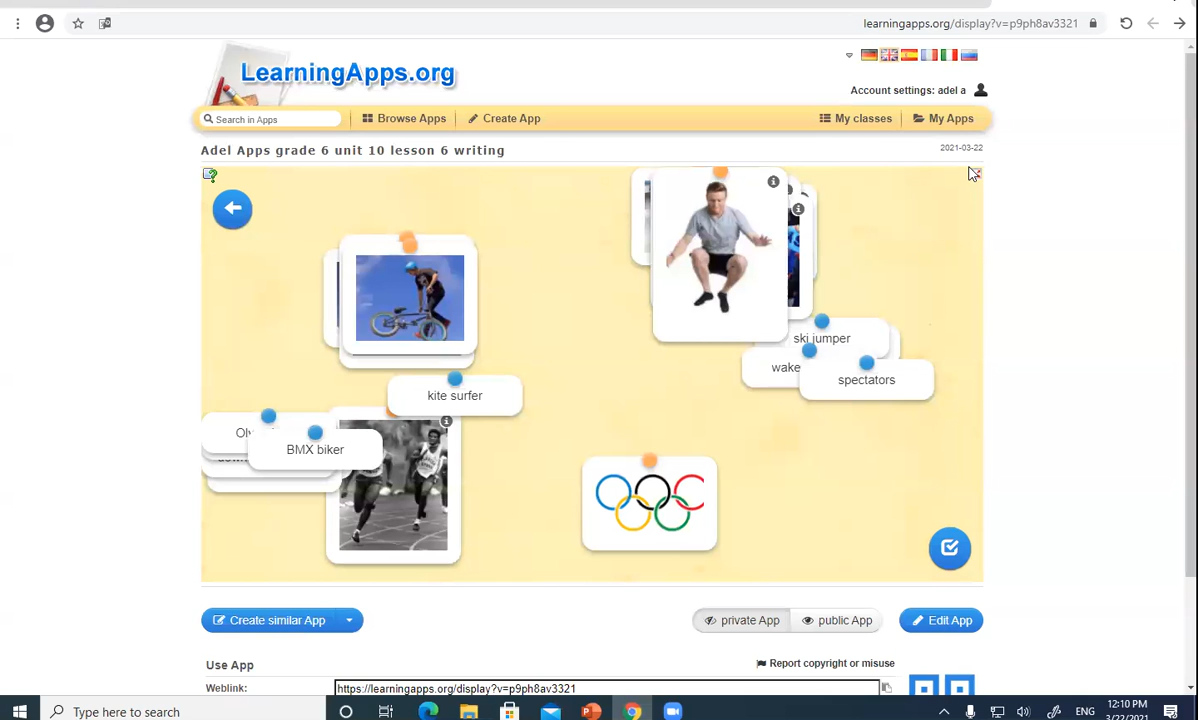 learningapps.org/display?v=p9ph8av3321
LearningApps.org
Account settings: adel a
Search in Apps
Browse Apps
Create App
My classes
My Apps
Adel Apps grade 6 unit 10 lesson 6 writing
2021-03-22
ski jumper
wake
spectators
kite surfer
BMX biker
Create similar App
private App
public App
Edit App
Use App
Report copyright or misuse
Weblink:
https://learningapps.org/display?v=p9ph8av3321
Type here to search
ENG
12:10 PM
3/22/2021